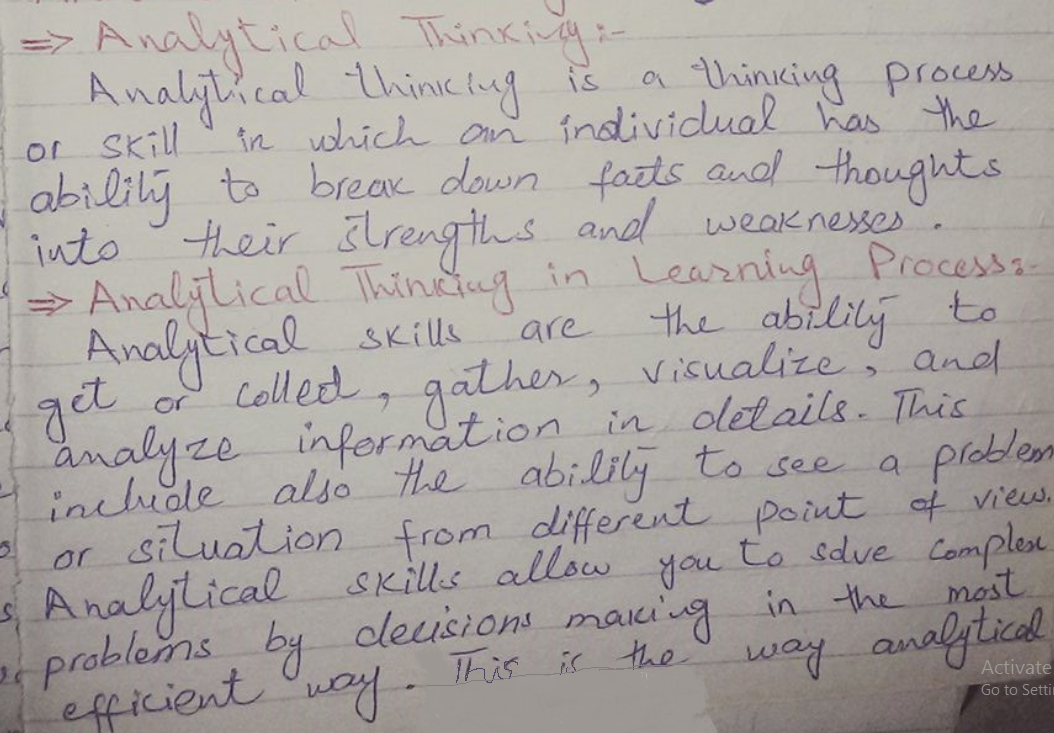 => Analytical Thinking :-
Analytical thinking is a thinking process
or skill in which an individual has the
ability to break down facts and thoughts
into their strengths and weaknesses.
=> Analytical Thinking in Learning Process:-
Analytical skills are the ability to
get or collect, gather, visualize, and
analyze information in details. This
include also the ability to see a problem
or situation from different point of view.
Analytical skills allow you to solve complex
problems by decisions making in the most
efficient way. This is the way analytical
Activate
Go to Setti